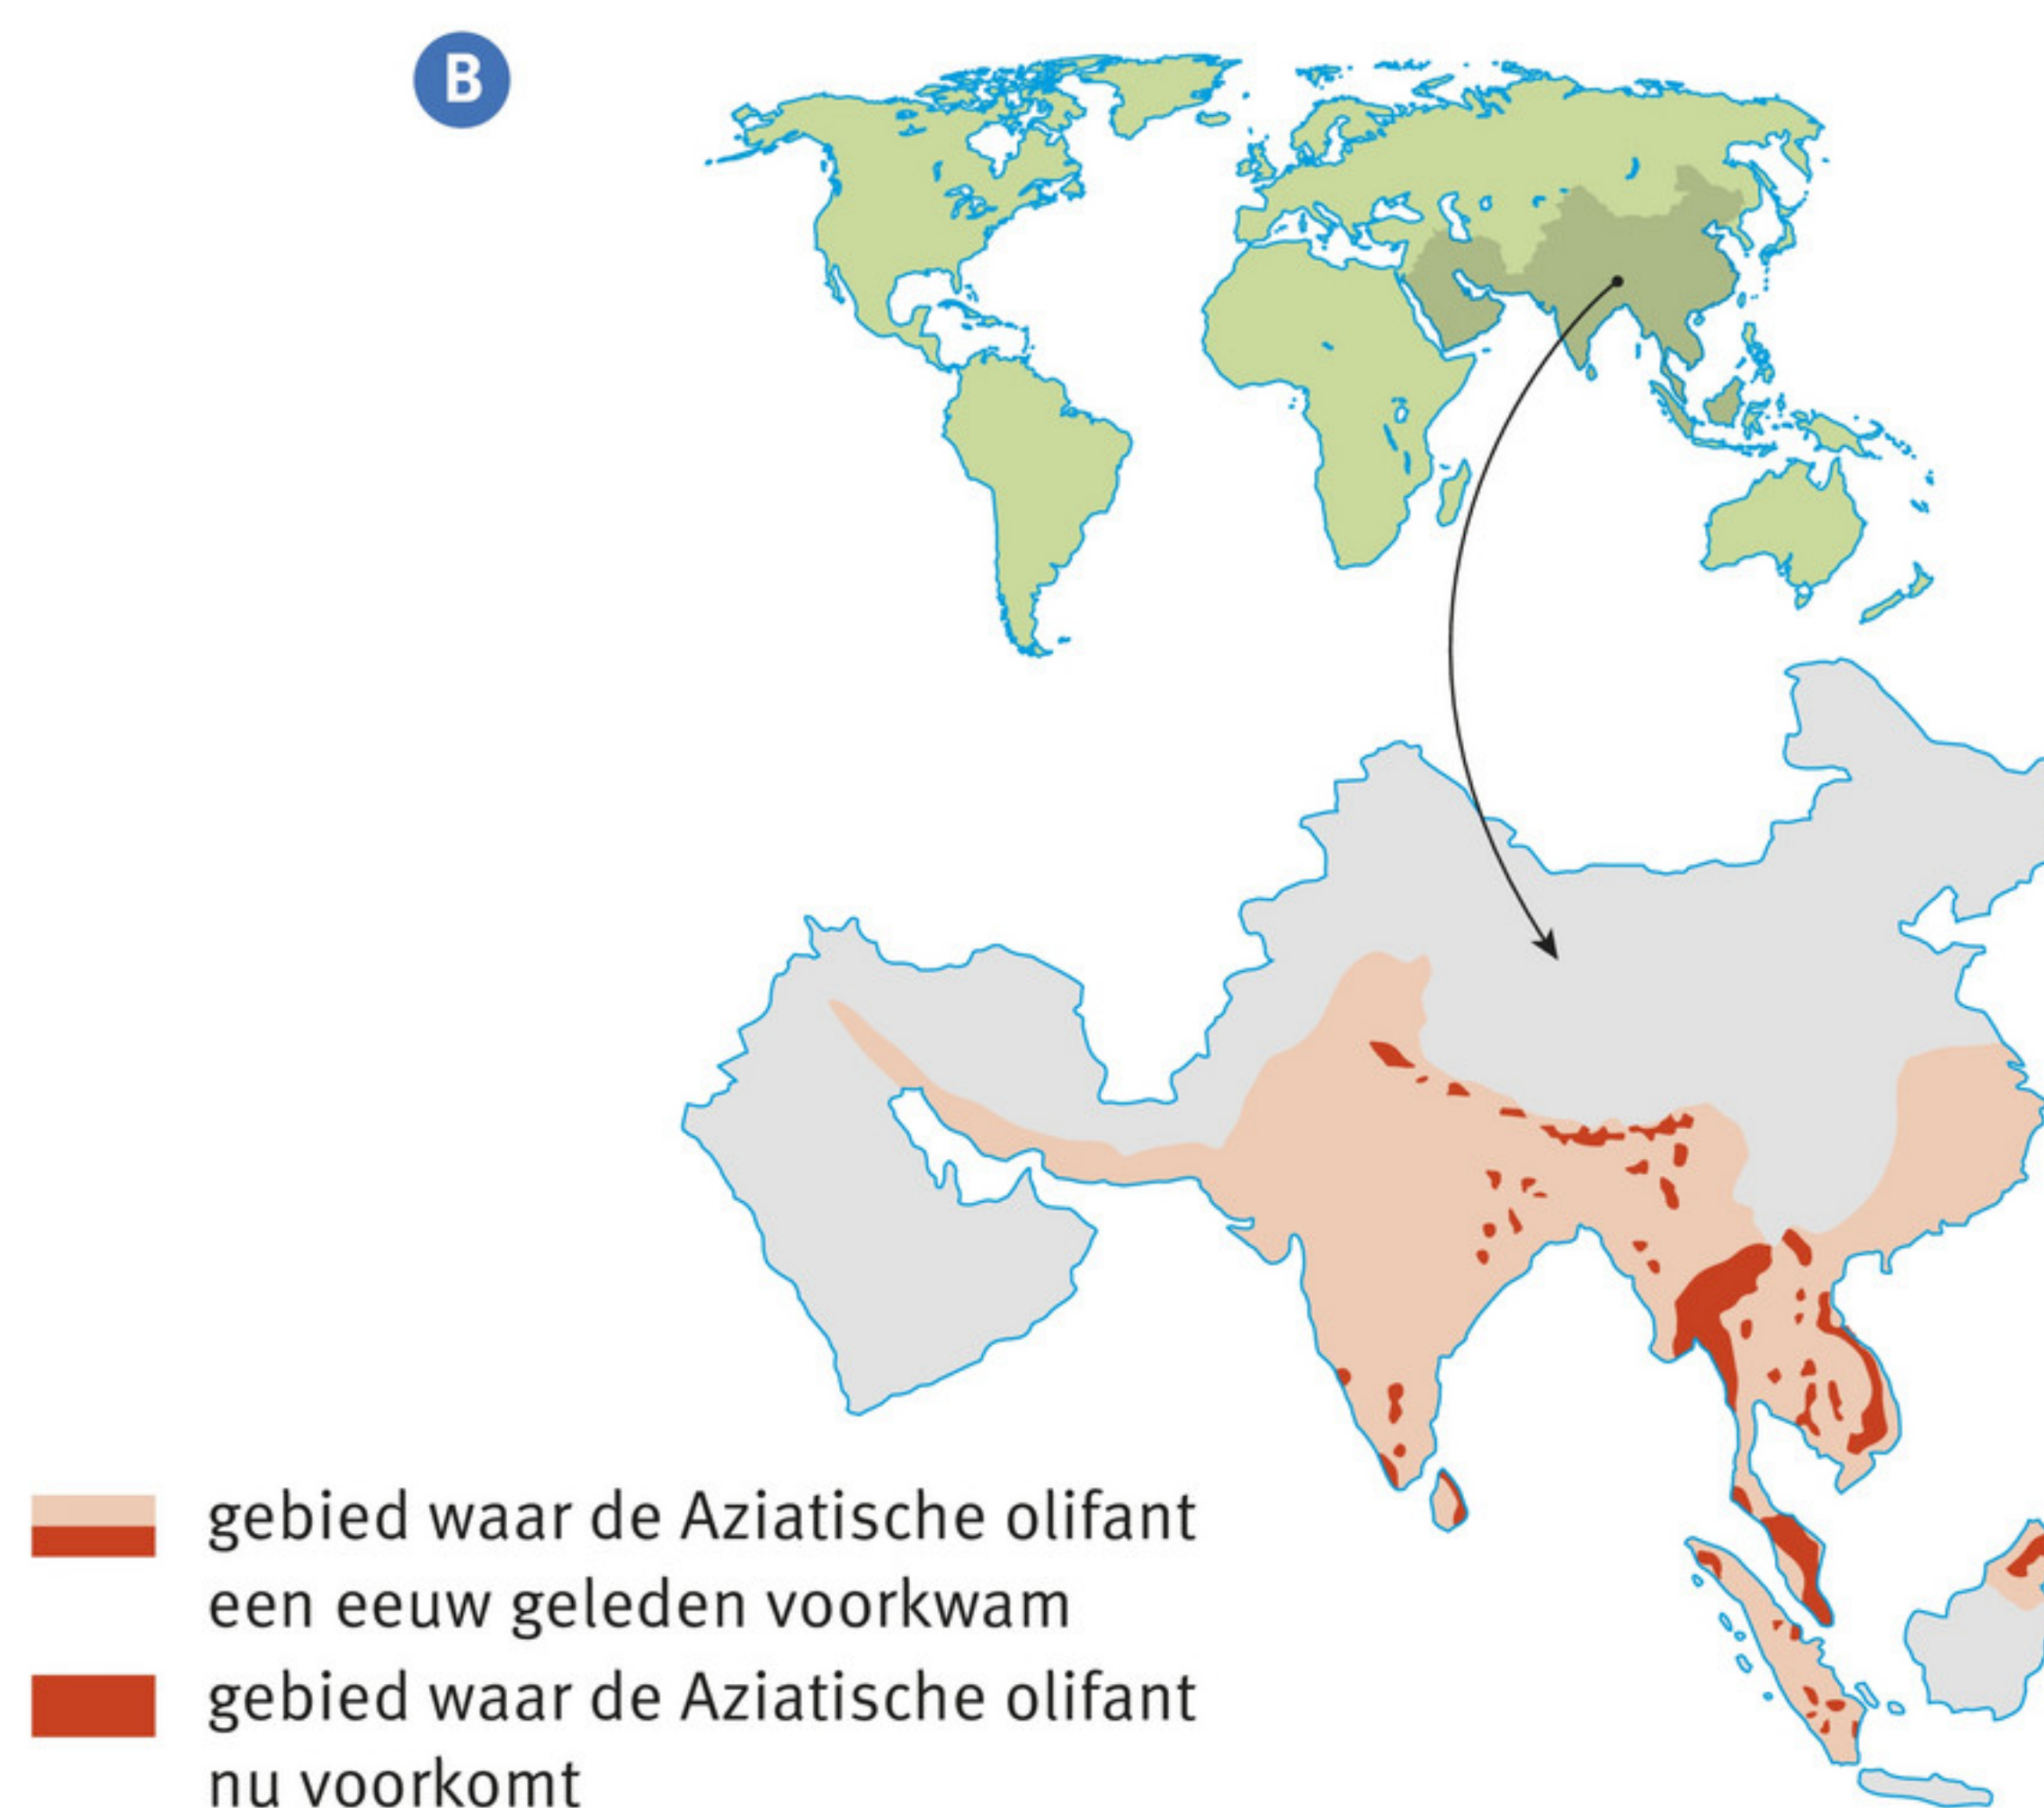 B
gebied waar de Aziatische olifant
een eeuw geleden voorkwam
gebied waar de Aziatische olifant
nu voorkomt